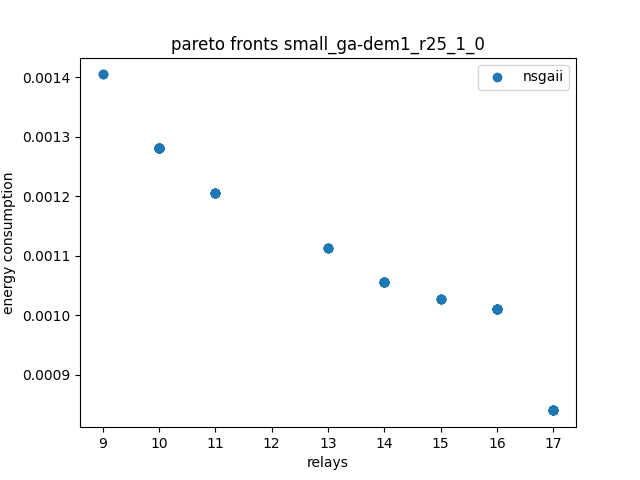 pareto fronts small_ga-dem1_r25_1_0
nsgaii
energy consumption
0.0014
0.0013
0.0012
0.0011
0.0010
0.0009
9 10 11 12 13 14 15 16 17
relays